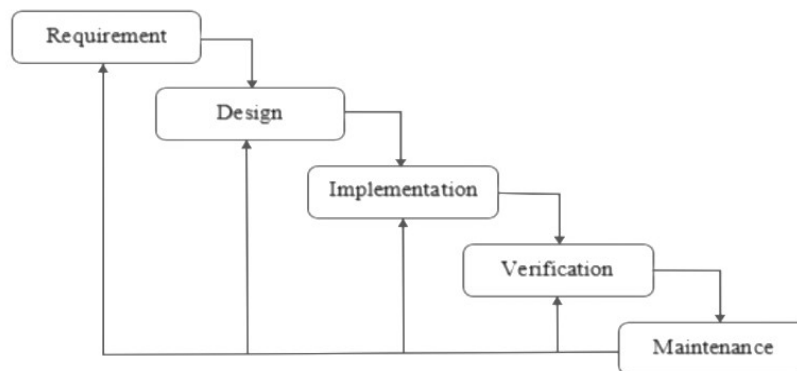 Requirement
Design
Implementation
Verification
Maintenance